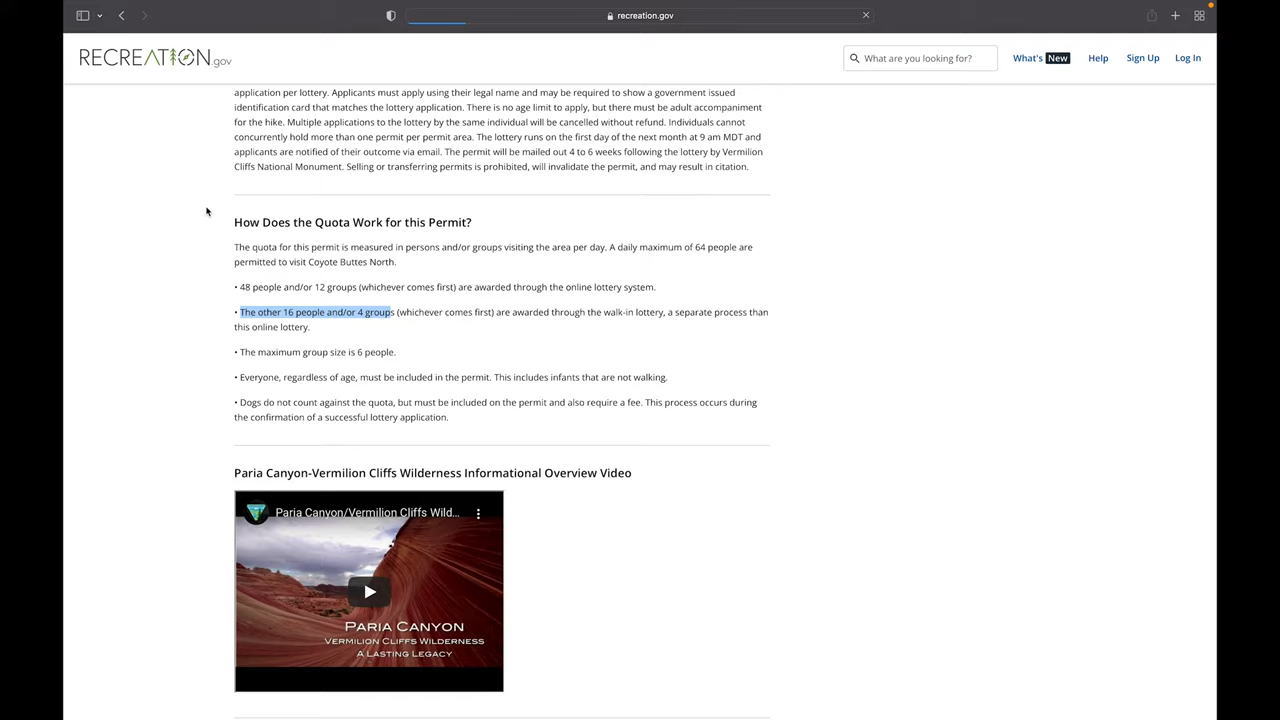 recreation.gov
RECREATION.gov
What are you looking for?
What's New
Help
Sign Up
Log In
application per lottery. Applicants must apply using their legal name and may be required to show a government issued
identification card that matches the lottery application. There is no age limit to apply, but there must be adult accompaniment
for the hike. Multiple applications to the lottery by the same individual will be cancelled without refund. Individuals cannot
concurrently hold more than one permit per permit area. The lottery runs on the first day of the next month at 9 am MDT and
applicants are notified of their outcome via email. The permit will be mailed out 4 to 6 weeks following the lottery by Vermilion
Cliffs National Monument. Selling or transferring permits is prohibited, will invalidate the permit, and may result in citation.
How Does the Quota Work for this Permit?
The quota for this permit is measured in persons and/or groups visiting the area per day. A daily maximum of 64 people are
permitted to visit Coyote Buttes North.
• 48 people and/or 12 groups (whichever comes first) are awarded through the online lottery system.
• The other 16 people and/or 4 groups (whichever comes first) are awarded through the walk-in lottery, a separate process than
this online lottery.
• The maximum group size is 6 people.
• Everyone, regardless of age, must be included in the permit. This includes infants that are not walking.
• Dogs do not count against the quota, but must be included on the permit and also require a fee. This process occurs during
the confirmation of a successful lottery application.
Paria Canyon-Vermilion Cliffs Wilderness Informational Overview Video
Paria Canyon/Vermilion Cliffs Wild...
PARIA CANYON
VERMILION CLIFFS WILDERNESS
A LASTING LEGACY